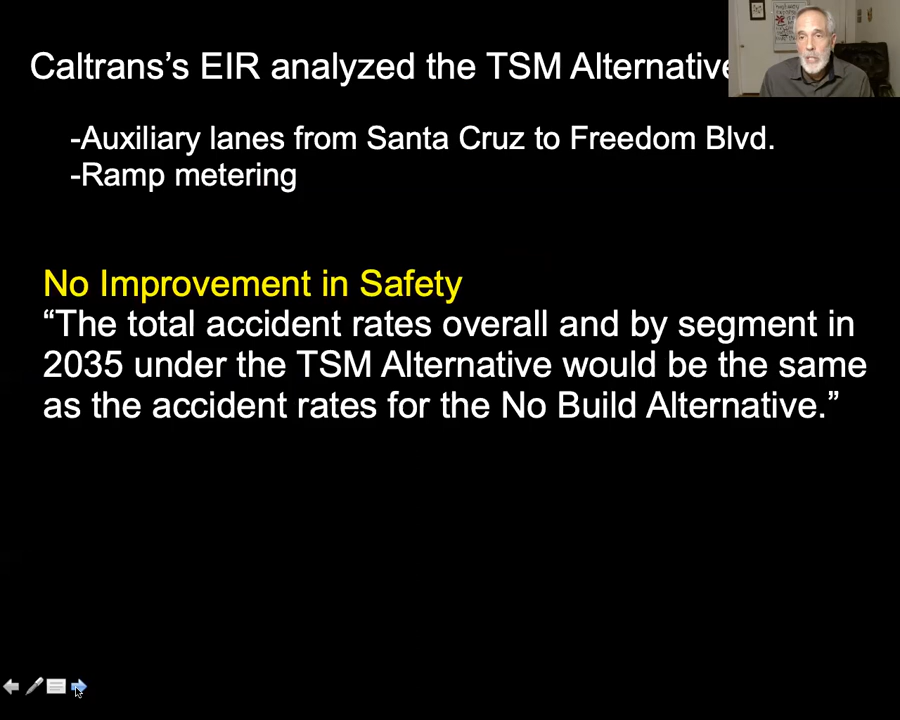 Caltrans's EIR analyzed the TSM Alternative
-Auxiliary lanes from Santa Cruz to Freedom Blvd.
-Ramp metering
No Improvement in Safety
“The total accident rates overall and by segment in
2035 under the TSM Alternative would be the same
as the accident rates for the No Build Alternative.”